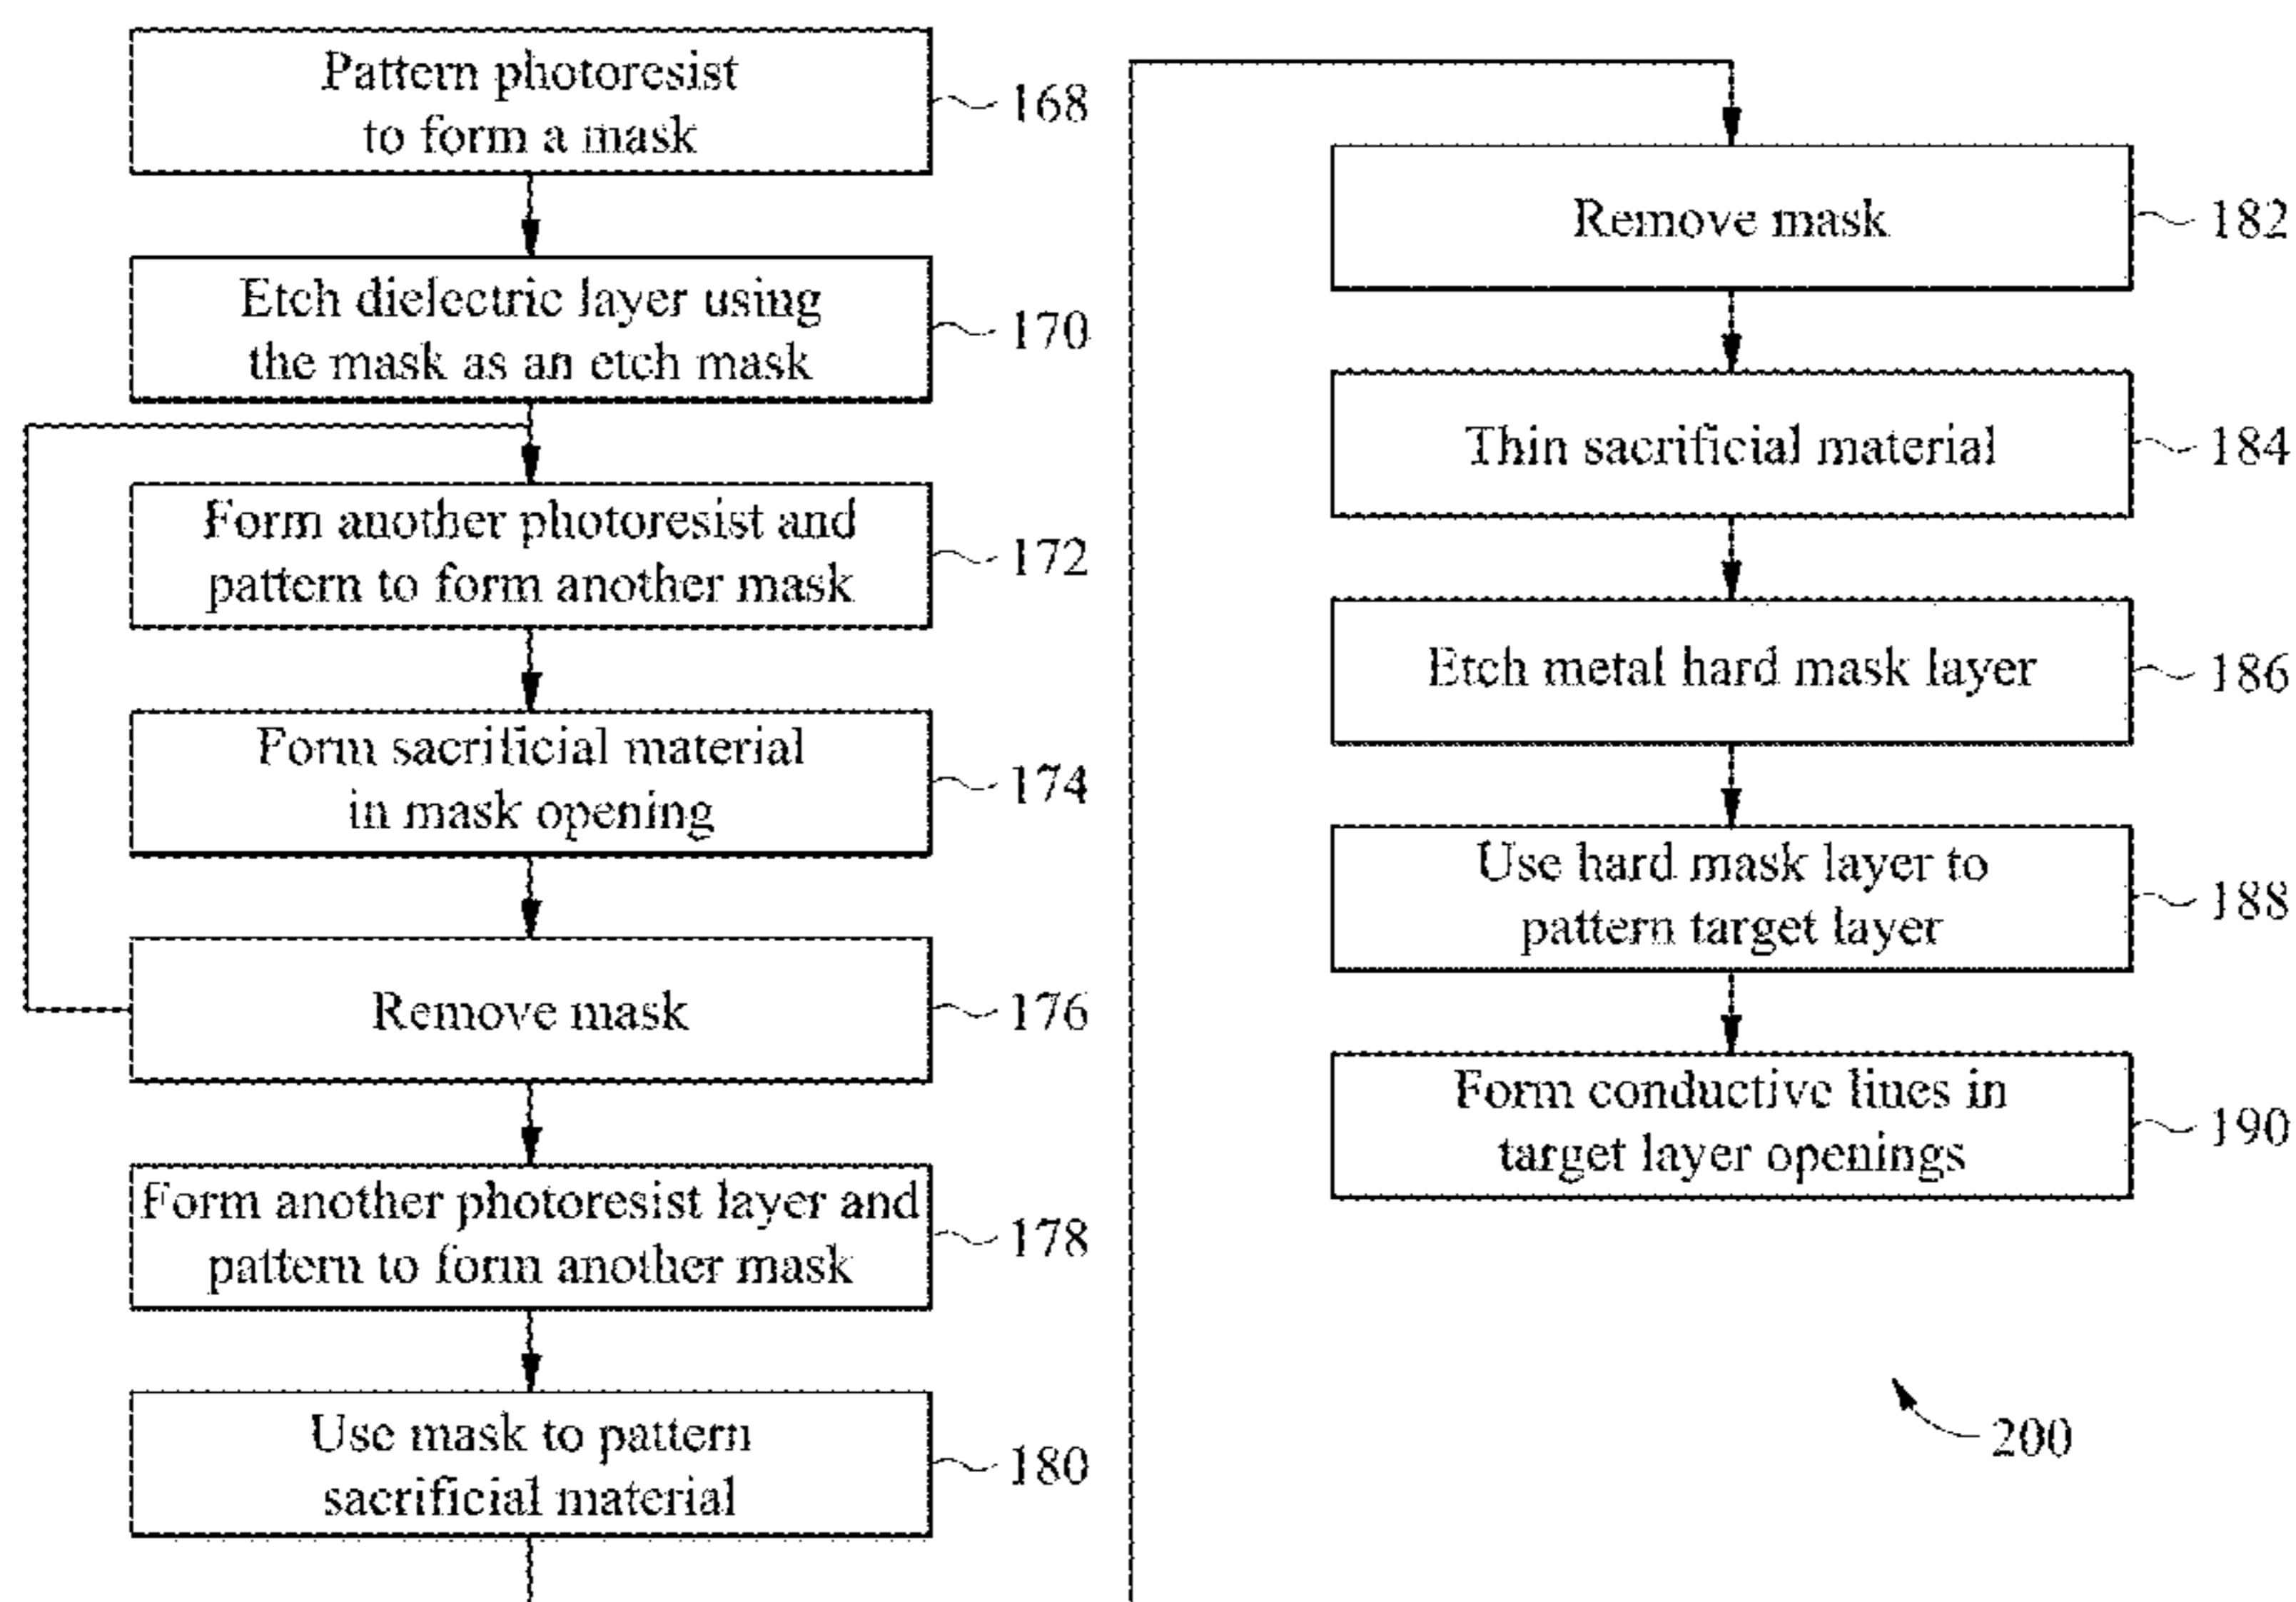 Pattern photoresist
to form a mask
168
Etch dielectric layer using
the mask as an etch mask
170
Form another photoresist and
pattern to form another mask
172
Form sacrificial material
in mask opening
174
Remove mask
176
Form another photoresist layer and
pattern to form another mask
178
Use mask to pattern
sacrificial material
180
Remove mask
182
Thin sacrificial material
184
Etch metal hard mask layer
186
Use hard mask layer to
pattern target layer
188
Form conductive lines in
target layer openings
190
200